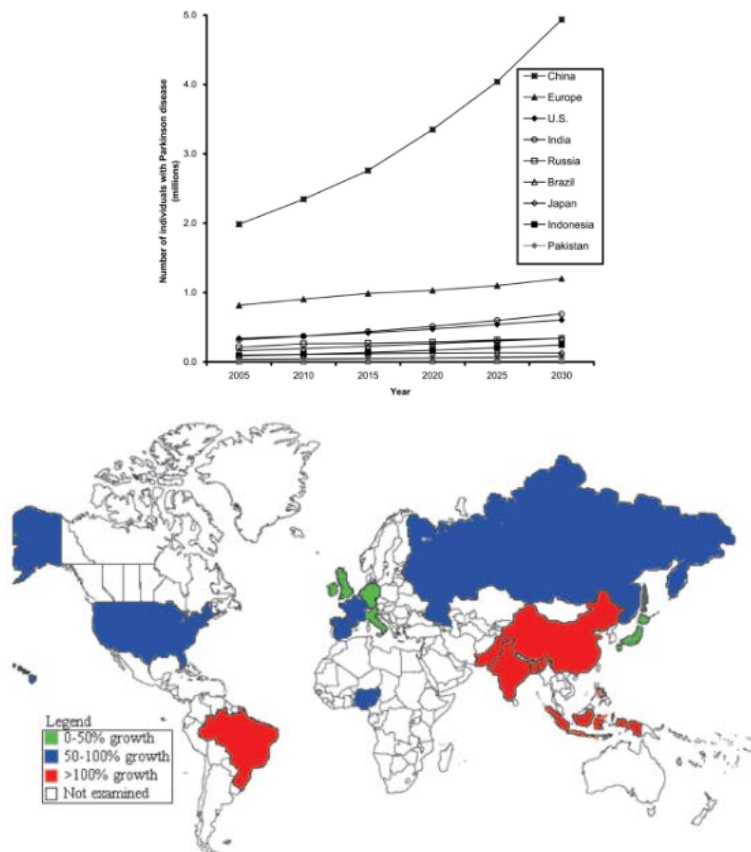 5.0
4.0
3.0
2.0
1.0
0.0
Number of individuals with Parkinson disease
(millions)
2005 2010 2015 2020 2025 2030
Year
China
Europe
U.S.
India
Russia
Brazil
Japan
Indonesia
Pakistan
Legend
0-50% growth
50-100% growth
>100% growth
Not examined